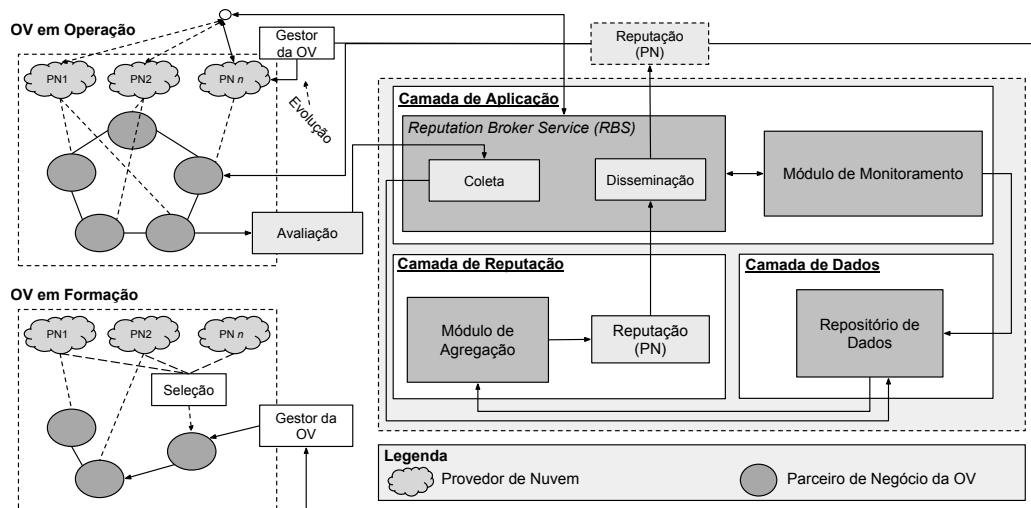 OV em Operação
PN1
PN2
PN n
Gestor
da OV
Evolução
Avaliação
Reputação
(PN)
Camada de Aplicação
Reputation Broker Service (RBS)
Coleta
Disseminação
Módulo de Monitoramento
Camada de Reputação
Módulo de
Agregação
Reputação
(PN)
Camada de Dados
Repositório de
Dados
OV em Formação
PN1
PN2
PN n
Seleção
Gestor da
OV
Legenda
Provedor de Nuvem
Parceiro de Negócio da OV